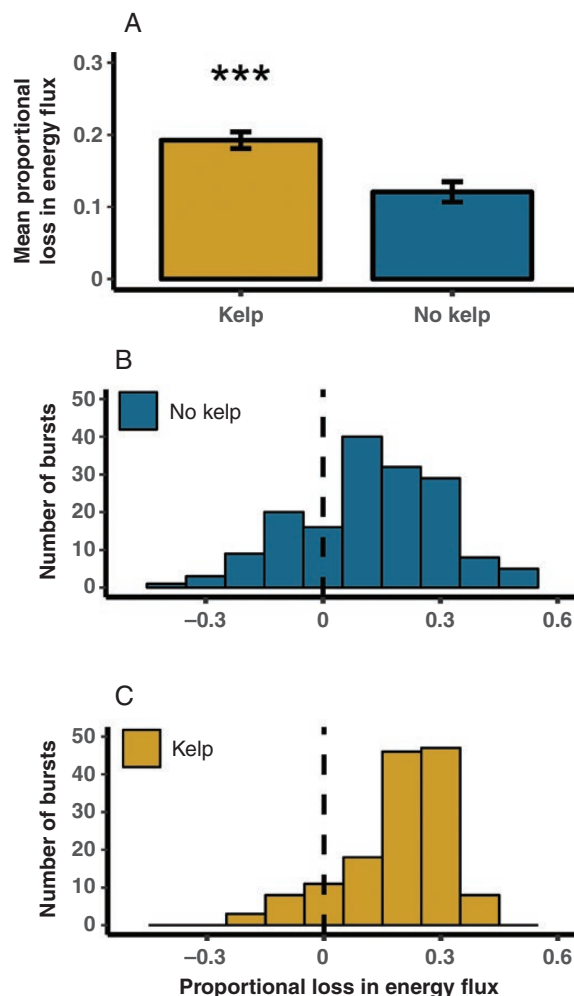 A
***
Mean proportional
loss in energy flux
0.3
0.2
0.1
0
Kelp
No kelp
B
Number of bursts
50
40
30
20
10
0
No kelp
–0.3
0
0.3
0.6
C
Number of bursts
50
40
30
20
10
0
Kelp
–0.3
0
0.3
0.6
Proportional loss in energy flux